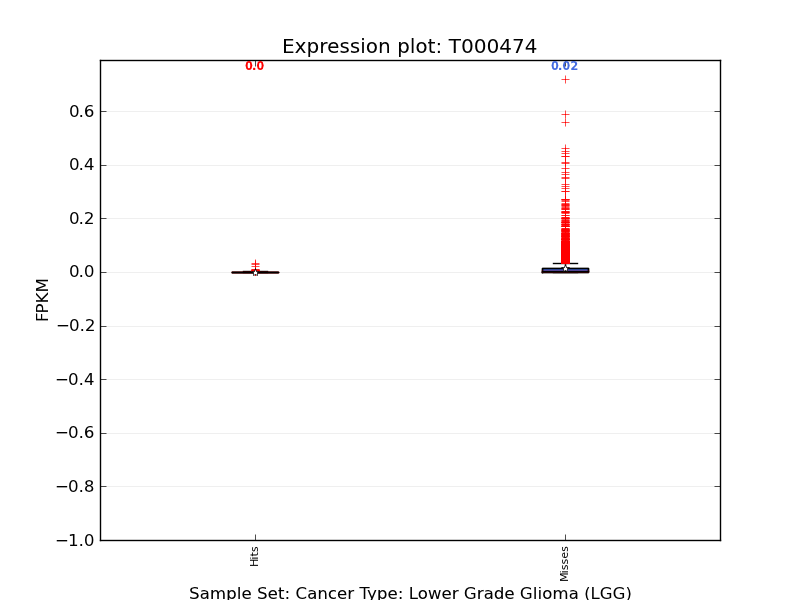 Expression plot: T000474
0.0
0.02
0.6
0.4
0.2
0.0
−0.2
−0.4
−0.6
−0.8
−1.0
FPKM
Hits
Misses
Sample Set: Cancer Type: Lower Grade Glioma (LGG)